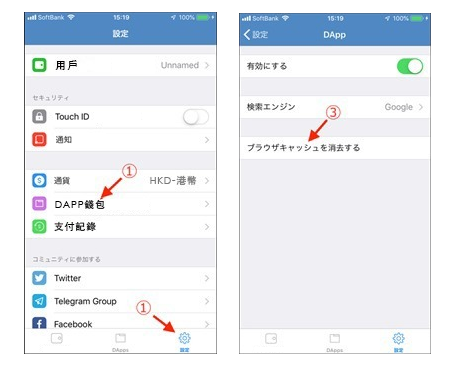 SoftBank 15:19 100%
設定
用戶 Unnamed
セキュリティ
Touch ID
通知
①
通貨 HKD-港幣
DAPP錢包
支付記錄
コミュニティに参加する
Twitter
Telegram Group
①
Facebook
DApps 設定
SoftBank 15:19 100%
設定 DApp
有効にする
検索エンジン Google
③
ブラウザキャッシュを消去する
DApps 設定